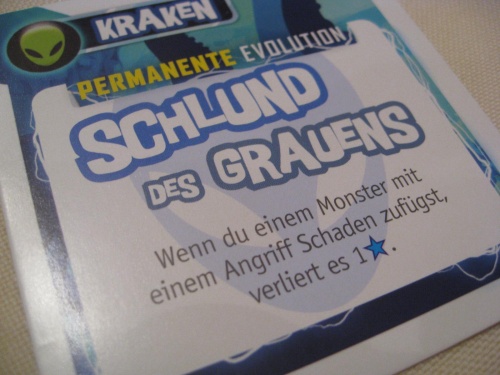 KRAKEN
PERMANENTE EVOLUTION
SCHLUND
DES GRAUENS
Wenn du einem Monster mit
einem Angriff Schaden zufügst,
verliert es 1★.